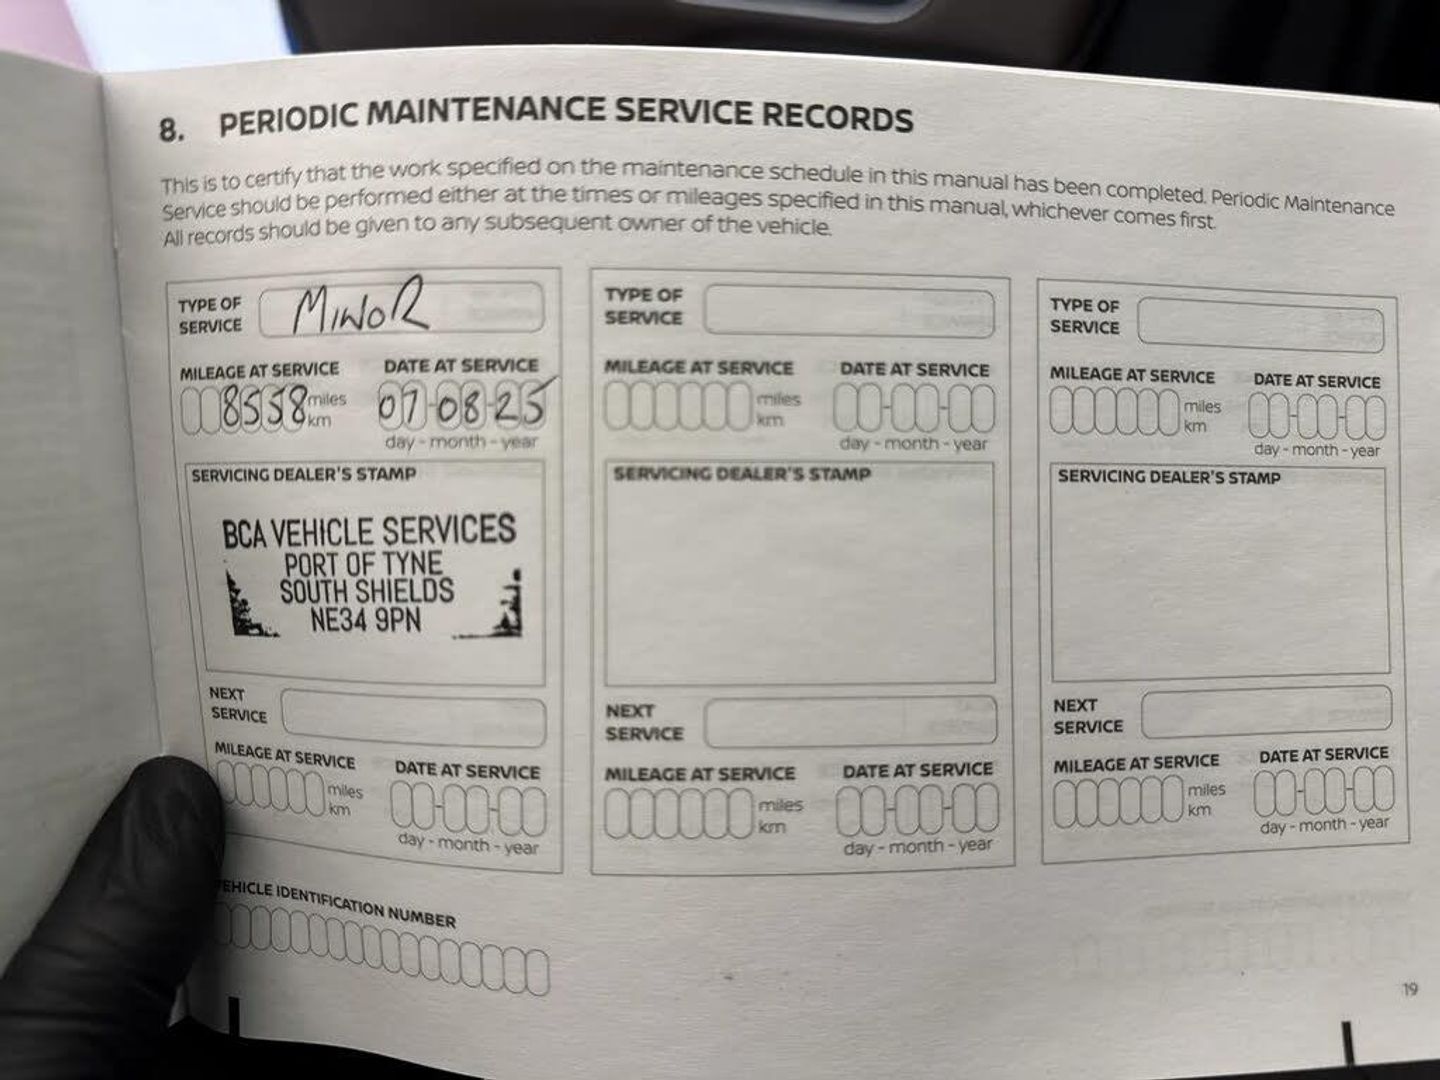 8. PERIODIC MAINTENANCE SERVICE RECORDS
This is to certify that the work specified on the maintenance schedule in this manual has been completed. Periodic Maintenance
Service should be performed either at the times or mileages specified in this manual, whichever comes first.
All records should be given to any subsequent owner of the vehicle.
TYPE OF
SERVICE
MINOR
MILEAGE AT SERVICE
8558 miles
km
DATE AT SERVICE
07-08-25
day - month - year
SERVICING DEALER'S STAMP
BCA VEHICLE SERVICES
PORT OF TYNE
SOUTH SHIELDS
NE34 9PN
NEXT
SERVICE
MILEAGE AT SERVICE
miles
km
DATE AT SERVICE
day - month - year
VEHICLE IDENTIFICATION NUMBER
TYPE OF
SERVICE
MILEAGE AT SERVICE
miles
km
DATE AT SERVICE
day - month - year
SERVICING DEALER'S STAMP
NEXT
SERVICE
MILEAGE AT SERVICE
miles
km
DATE AT SERVICE
day - month - year
TYPE OF
SERVICE
MILEAGE AT SERVICE
miles
km
DATE AT SERVICE
day - month - year
SERVICING DEALER'S STAMP
NEXT
SERVICE
MILEAGE AT SERVICE
miles
km
DATE AT SERVICE
day - month - year
19